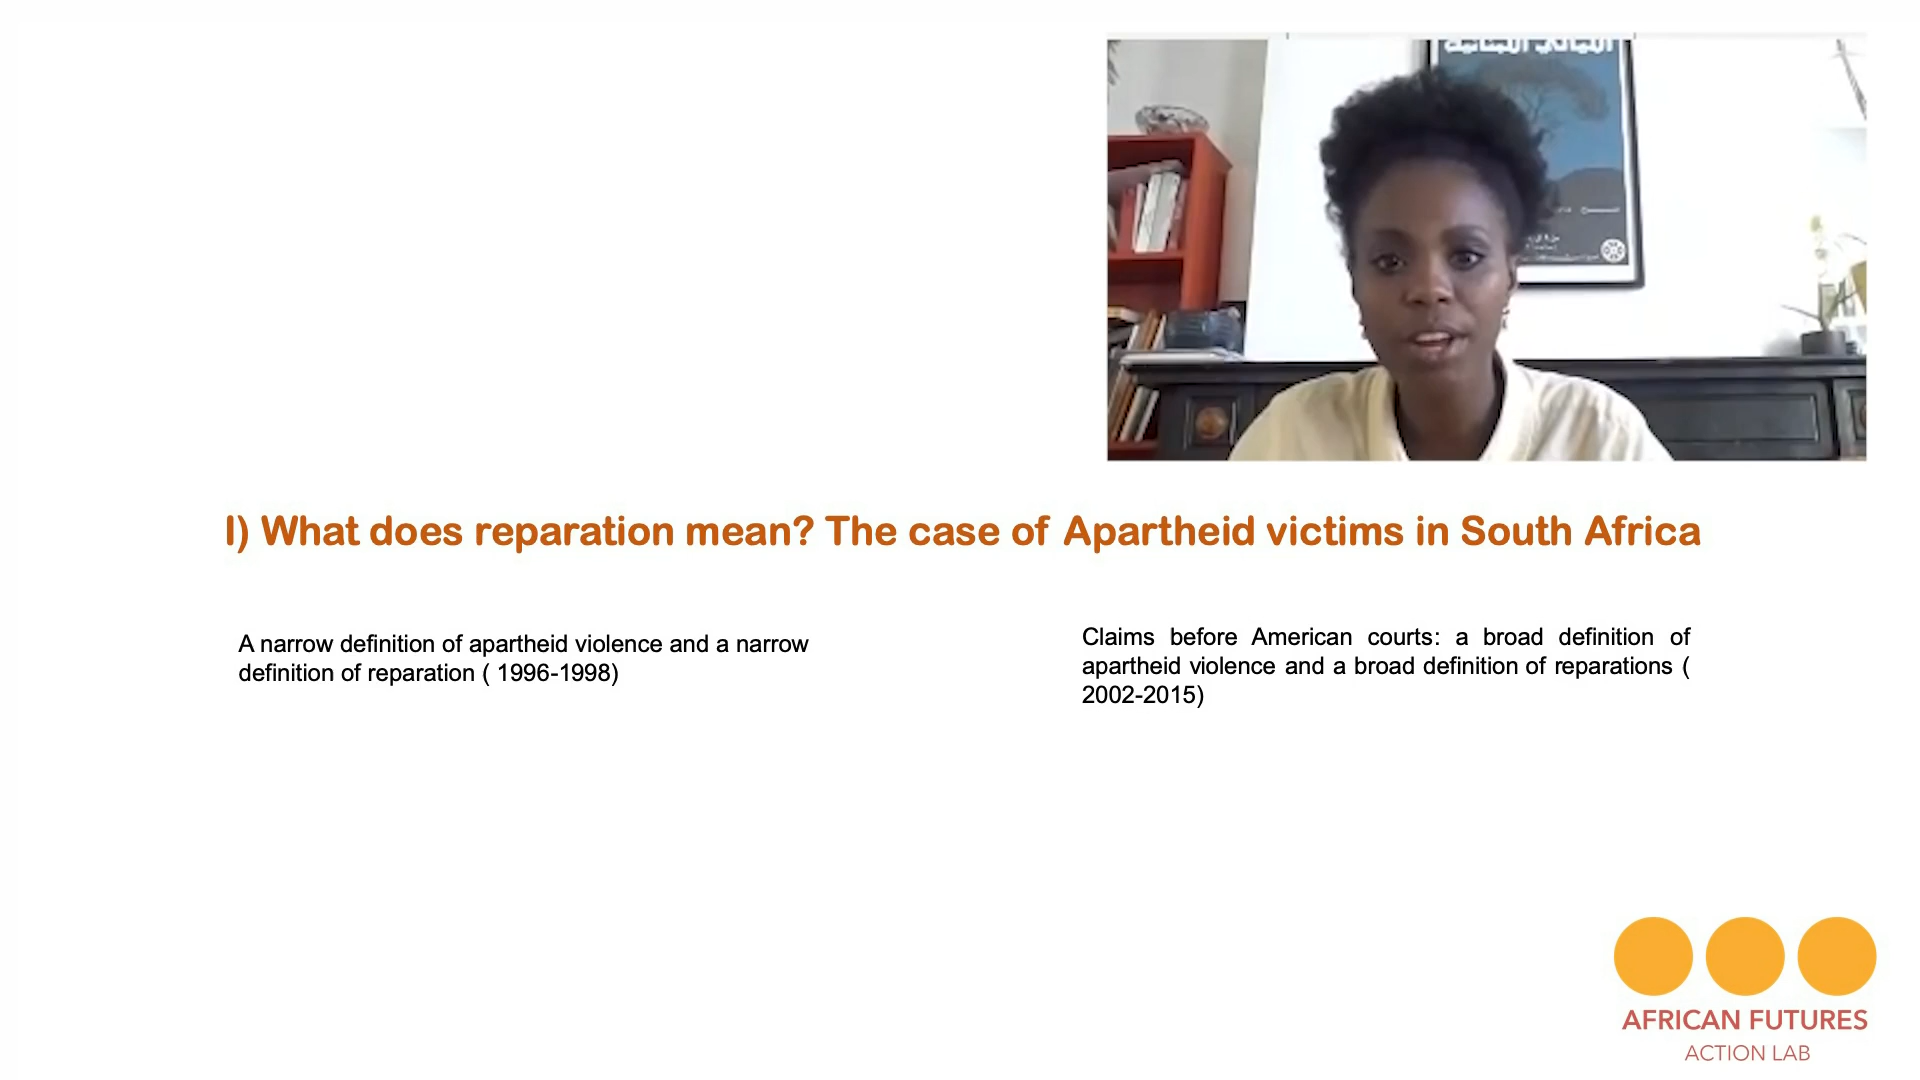 الليالي اللبنانية
I) What does reparation mean? The case of Apartheid victims in South Africa
A narrow definition of apartheid violence and a narrow
definition of reparation ( 1996-1998)
Claims before American courts: a broad definition of
apartheid violence and a broad definition of reparations (
2002-2015)
AFRICAN FUTURES
ACTION LAB